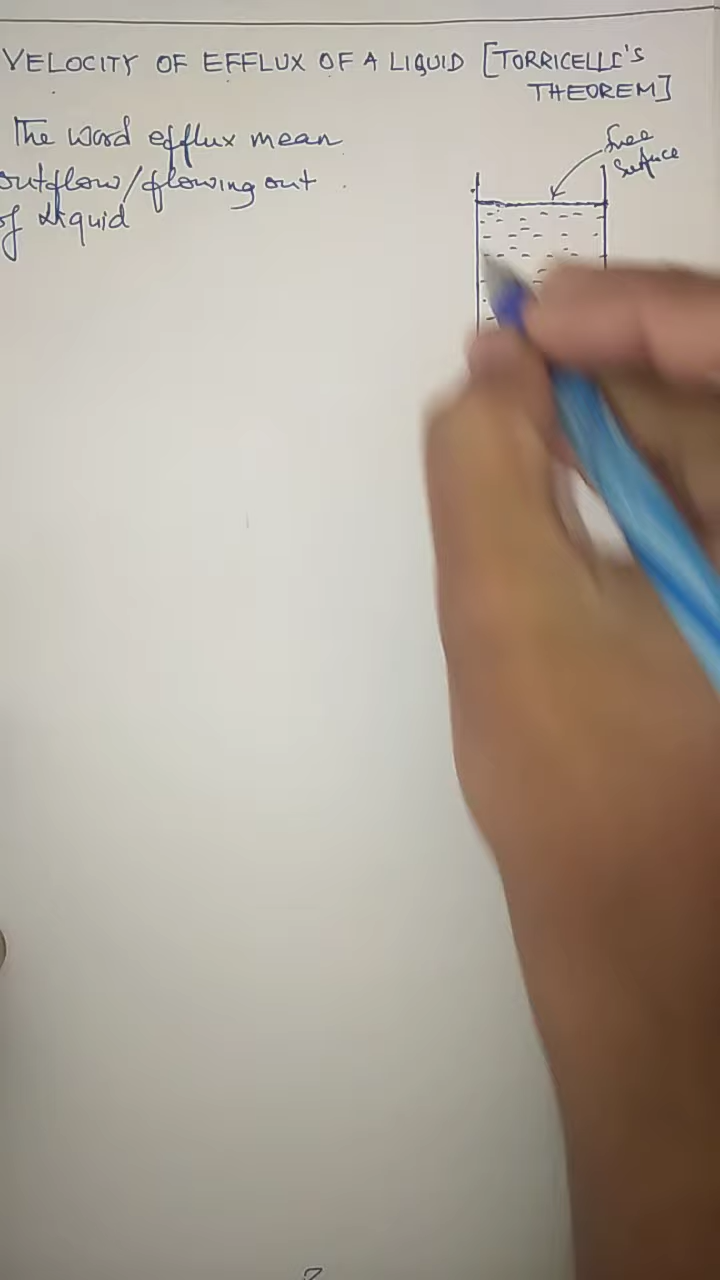 VELOCITY OF EFFLUX OF A LIQUID [TORRICELLI'S
THEOREM]
The word efflux mean
outflow/flowing out
of Liquid
free
surface